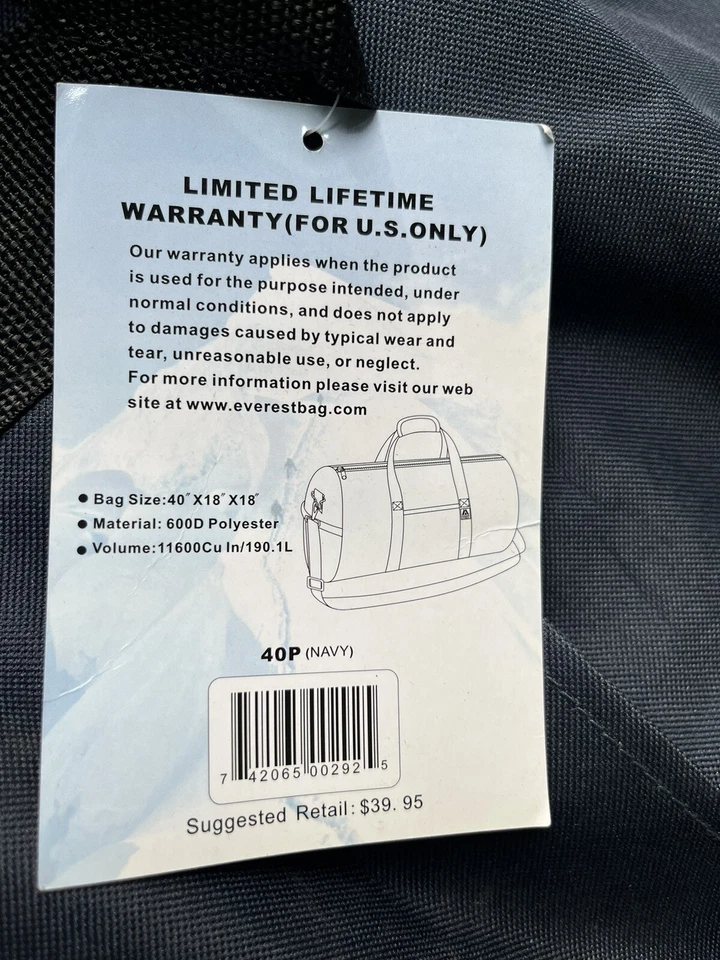 LIMITED LIFETIME
WARRANTY(FOR U.S.ONLY)
Our warranty applies when the product
is used for the purpose intended, under
normal conditions, and does not apply
to damages caused by typical wear and
tear, unreasonable use, or neglect.
For more information please visit our web
site at www.everestbag.com
● Bag Size:40″X18″X18″
● Material: 600D Polyester
● Volume:11600Cu In/190.1L
40P (NAVY)
7 42065 00292 5
Suggested Retail: $39. 95